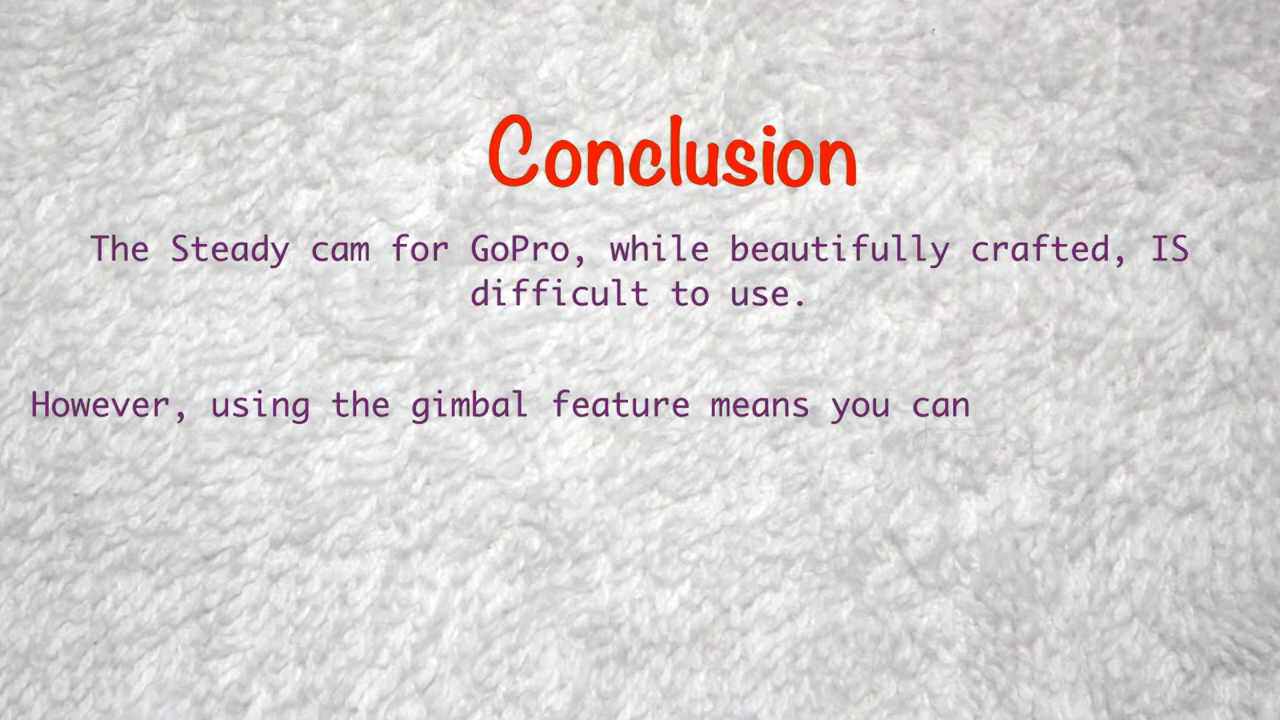 Conclusion
The Steady cam for GoPro, while beautifully crafted, IS
difficult to use.
However, using the gimbal feature means you can